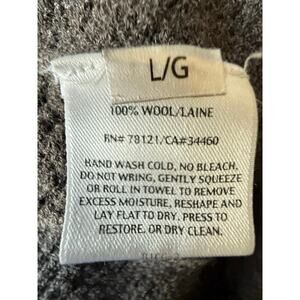 L/G
100% WOOL/LAINE
RN# 78121/CA#34460
HAND WASH COLD, NO BLEACH.
DO NOT WRING, GENTLY SQUEEZE
OR ROLL IN TOWEL TO REMOVE
EXCESS MOISTURE, RESHAPE AND
LAY FLAT TO DRY. PRESS TO
RESTORE. OR DRY CLEAN.